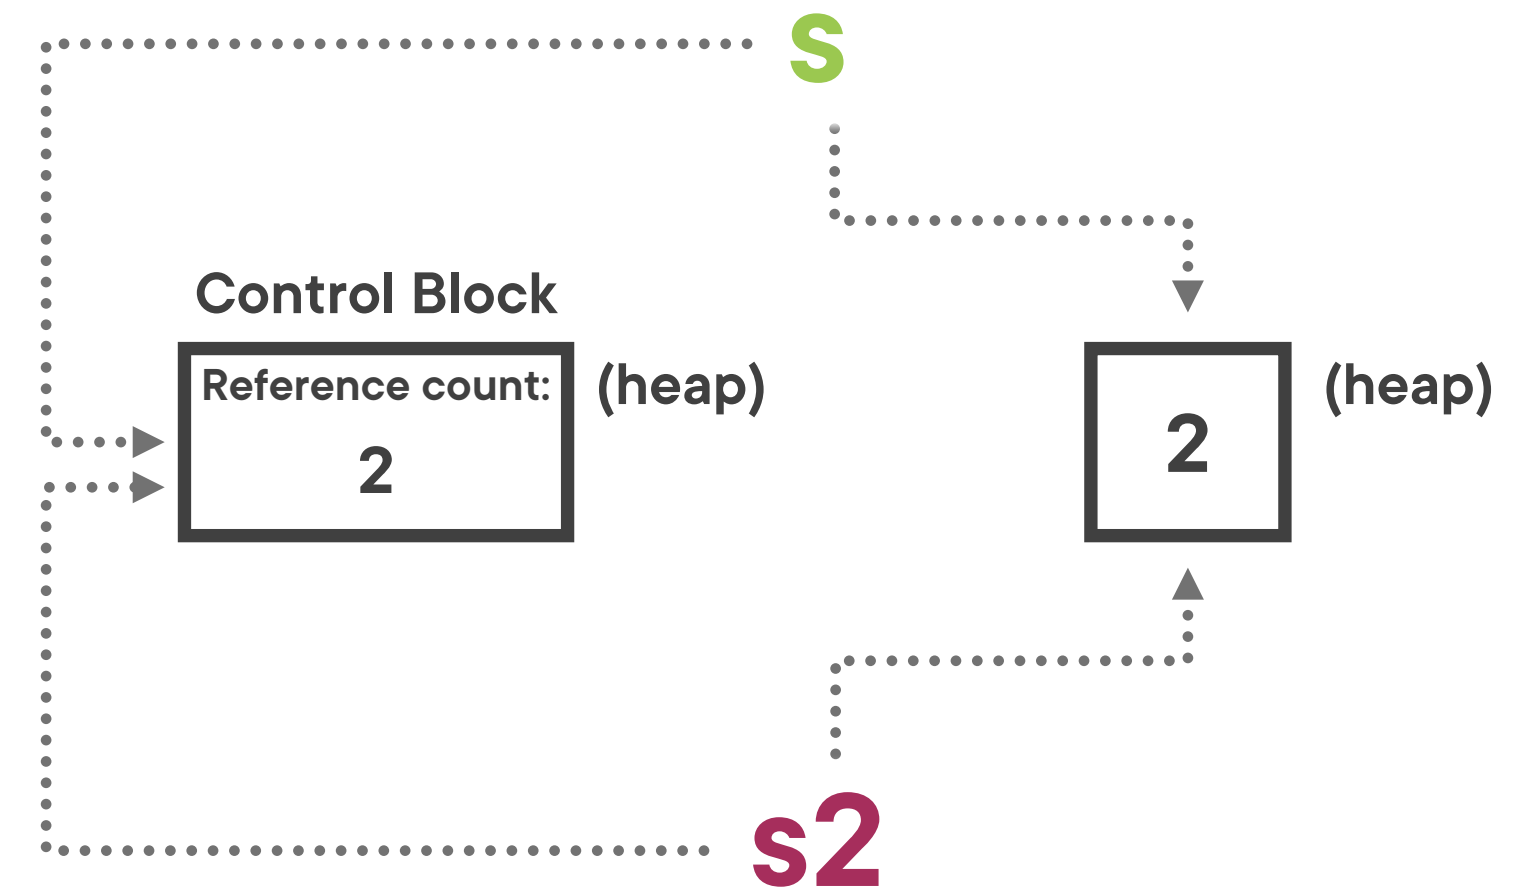 s
Control Block
Reference count:
2
(heap)
2
(heap)
s2